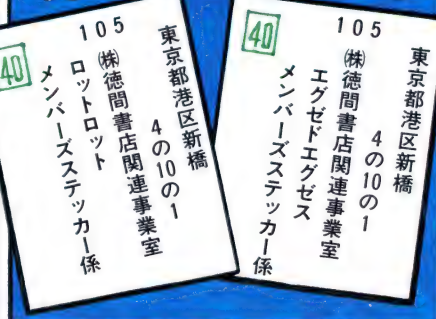 40
105
東京都港区新橋
4の10の1
㈱徳間書店関連事業室
ロットロット
メンバーズステッカー係
40
105
東京都港区新橋
4の10の1
㈱徳間書店関連事業室
エグゼドエグゼス
メンバーズステッカー係